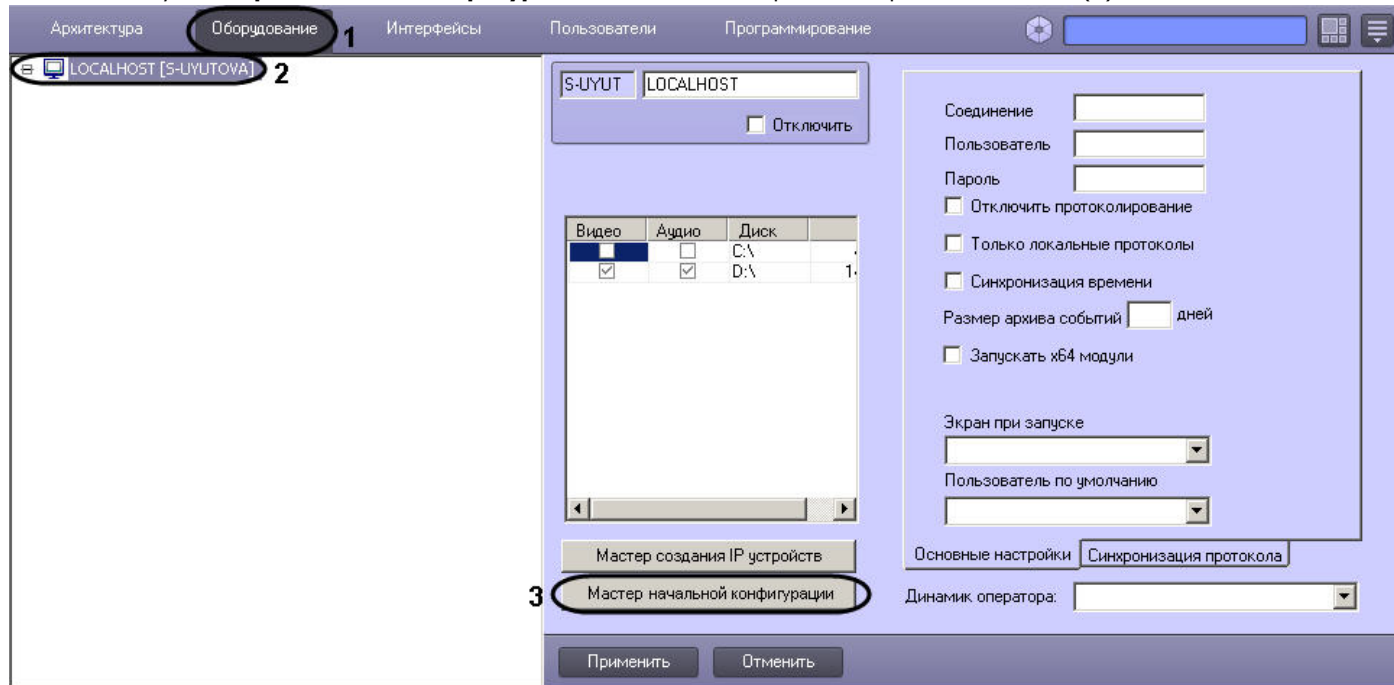 Архитектура Оборудование 1 Интерфейсы Пользователи Программирование
LOCALHOST [S-UYUTOVA] 2
S-UYUT LOCALHOST
Отключить
Видео Аудио Диск
C:\
D:\ 1
Мастер создания IP устройств
3 Мастер начальной конфигурации
Применить Отменить
Соединение
Пользователь
Пароль
Отключить протоколирование
Только локальные протоколы
Синхронизация времени
Размер архива событий дней
Запускать x64 модули
Экран при запуске
Пользователь по умолчанию
Основные настройки Синхронизация протокола
Динамик оператора: